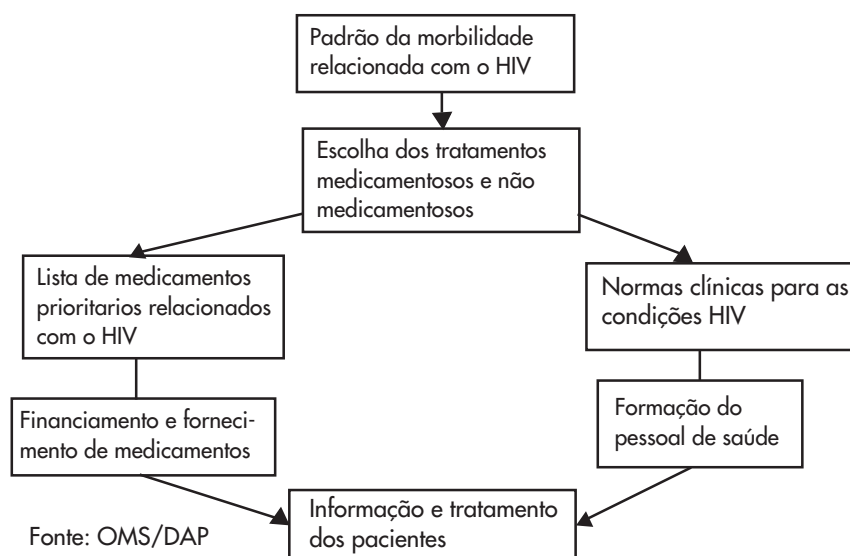 Padrão da morbilidade
relacionada com o HIV
Escolha dos tratamentos
medicamentosos e não
medicamentosos
Lista de medicamentos
prioritarios relacionados
com o HIV
Normas clínicas para as
condições HIV
Financiamento e forneci-
mento de medicamentos
Formação do
pessoal de saúde
Informação e tratamento
dos pacientes
Fonte: OMS/DAP